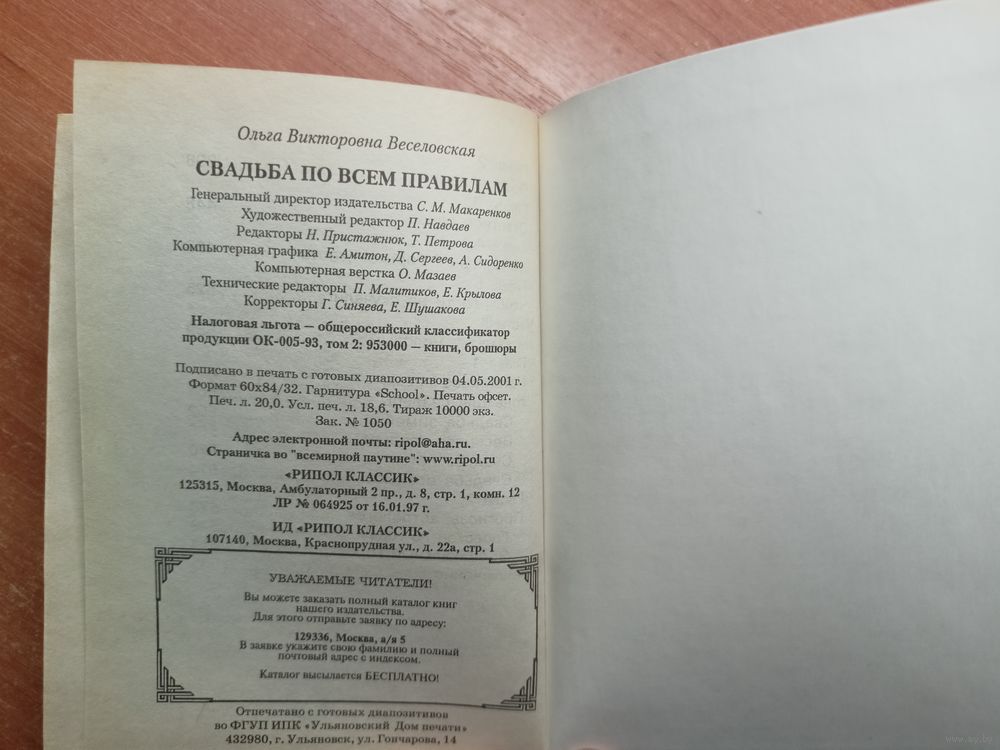 Ольга Викторовна Веселовская
СВАДЬБА ПО ВСЕМ ПРАВИЛАМ
Генеральный директор издательства С. М. Макаренков
Художественный редактор П. Навдаев
Редакторы Н. Пристажнюк, Т. Петрова
Компьютерная графика Е. Амитон, Д. Сергеев, А. Сидоренко
Компьютерная верстка О. Мазаев
Технические редакторы П. Малитиков, Е. Крылова
Корректоры Г. Синяева, Е. Шушакова
Налоговая льгота — общероссийский классификатор
продукции ОК-005-93, том 2: 953000 — книги, брошюры
Подписано в печать с готовых диапозитивов 04.05.2001 г.
Формат 60х84/32. Гарнитура «School». Печать офсет.
Печ. л. 20,0. Усл. печ. л. 18,6. Тираж 10000 экз.
Зак. № 1050
Адрес электронной почты: ripol@aha.ru.
Страничка во "всемирной паутине": www.ripol.ru
«РИПОЛ КЛАССИК»
125315, Москва, Амбулаторный 2 пр., д. 8, стр. 1, комн. 12
ЛР № 064925 от 16.01.97 г.
ИД «РИПОЛ КЛАССИК»
107140, Москва, Краснопрудная ул., д. 22а, стр. 1
УВАЖАЕМЫЕ ЧИТАТЕЛИ!
Вы можете заказать полный каталог книг
нашего издательства.
Для этого отправьте заявку по адресу:
129336, Москва, а/я 5
В заявке укажите свою фамилию и полный
почтовый адрес с индексом.
Каталог высылается БЕСПЛАТНО!
Отпечатано с готовых диапозитивов
во ФГУП ИПК «Ульяновский Дом печати»
432980, г. Ульяновск, ул. Гончарова, 14
www.ay.by